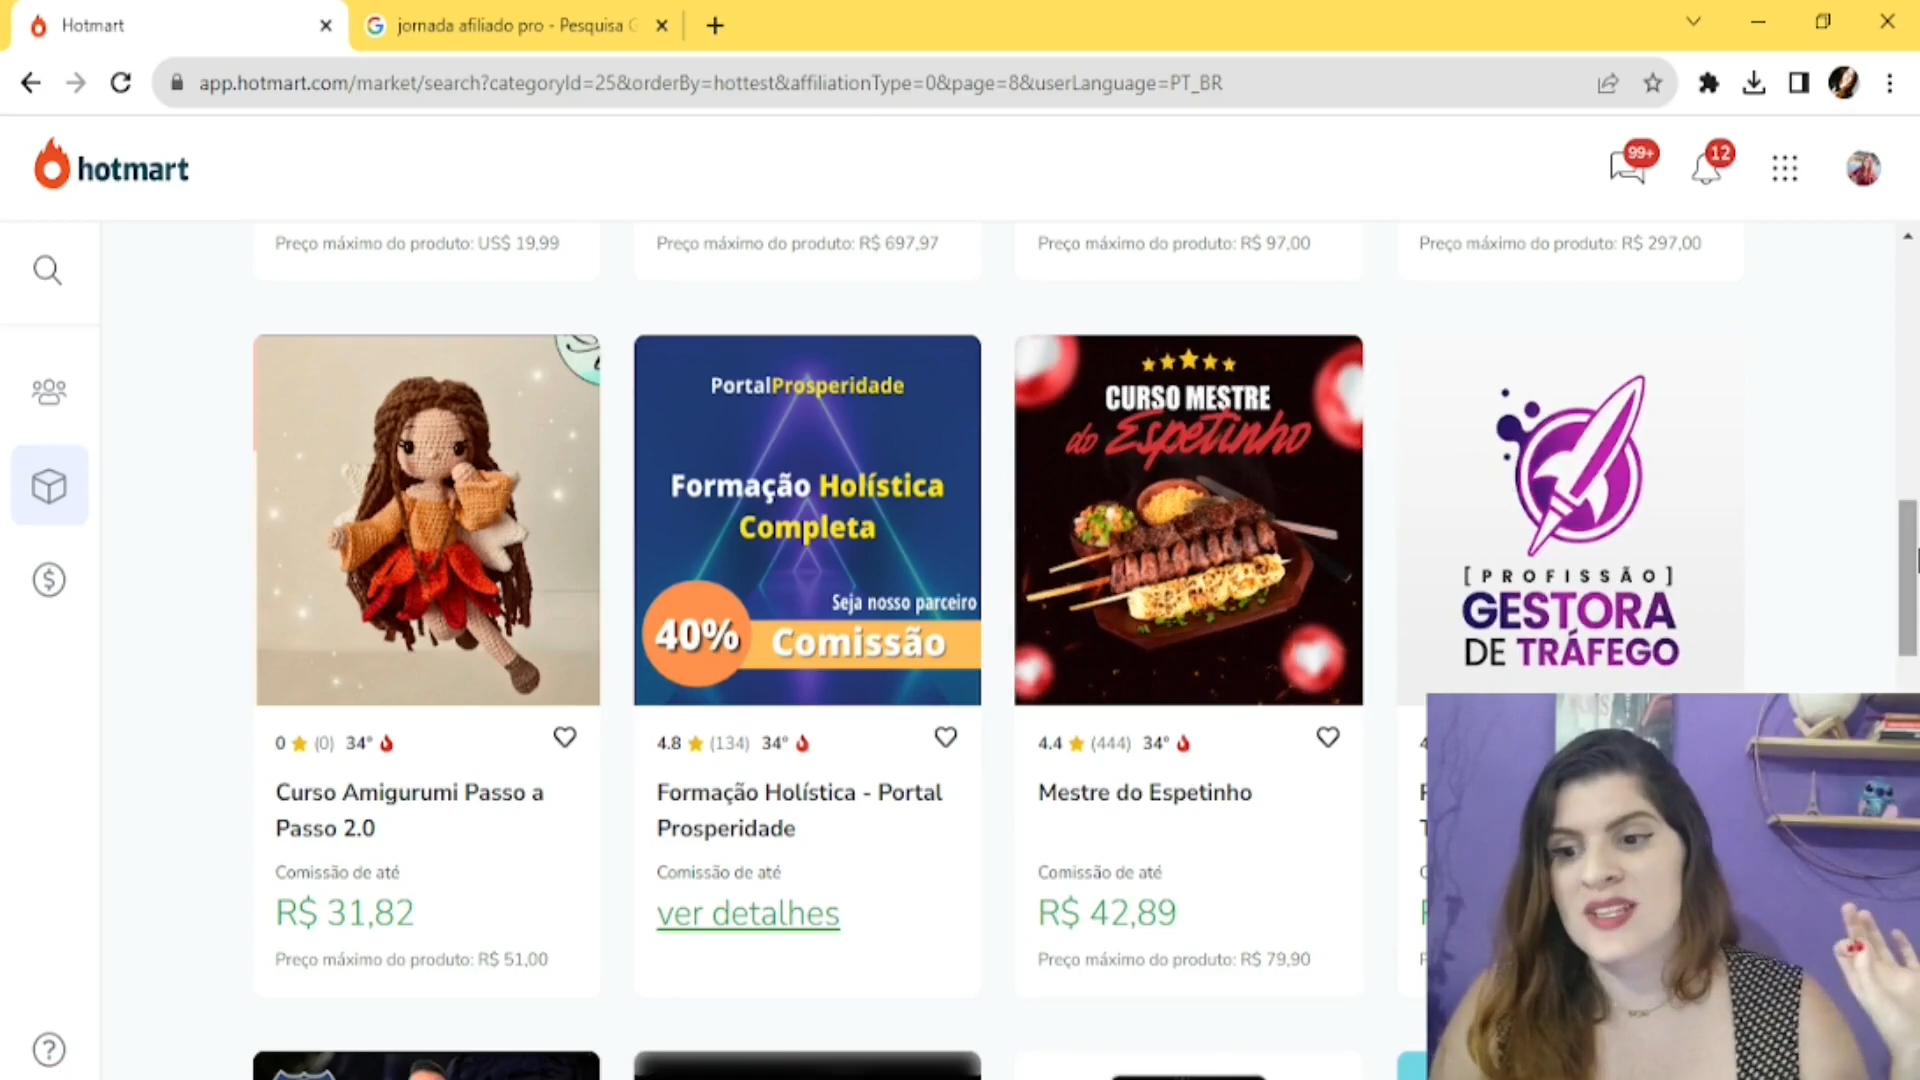 Hotmart
jornada afiliado pro - Pesquisa G
app.hotmart.com/market/search?categoryId=25&orderBy=hottest&affiliationType=0&page=8&userLanguage=PT_BR
hotmart
99+
12
Preço máximo do produto: US$ 19,99
Preço máximo do produto: R$ 697,97
Preço máximo do produto: R$ 97,00
Preço máximo do produto: R$ 297,00
PortalProsperidade
Formação Holística
Completa
Seja nosso parceiro
40% Comissão
CURSO MESTRE
do Espetinho
[PROFISSÃO]
GESTORA
DE TRÁFEGO
0 (0) 34°
Curso Amigurumi Passo a
Passo 2.0
Comissão de até
R$ 31,82
Preço máximo do produto: R$ 51,00
4.8 (134) 34°
Formação Holística - Portal
Prosperidade
Comissão de até
ver detalhes
4.4 (444) 34°
Mestre do Espetinho
Comissão de até
R$ 42,89
Preço máximo do produto: R$ 79,90